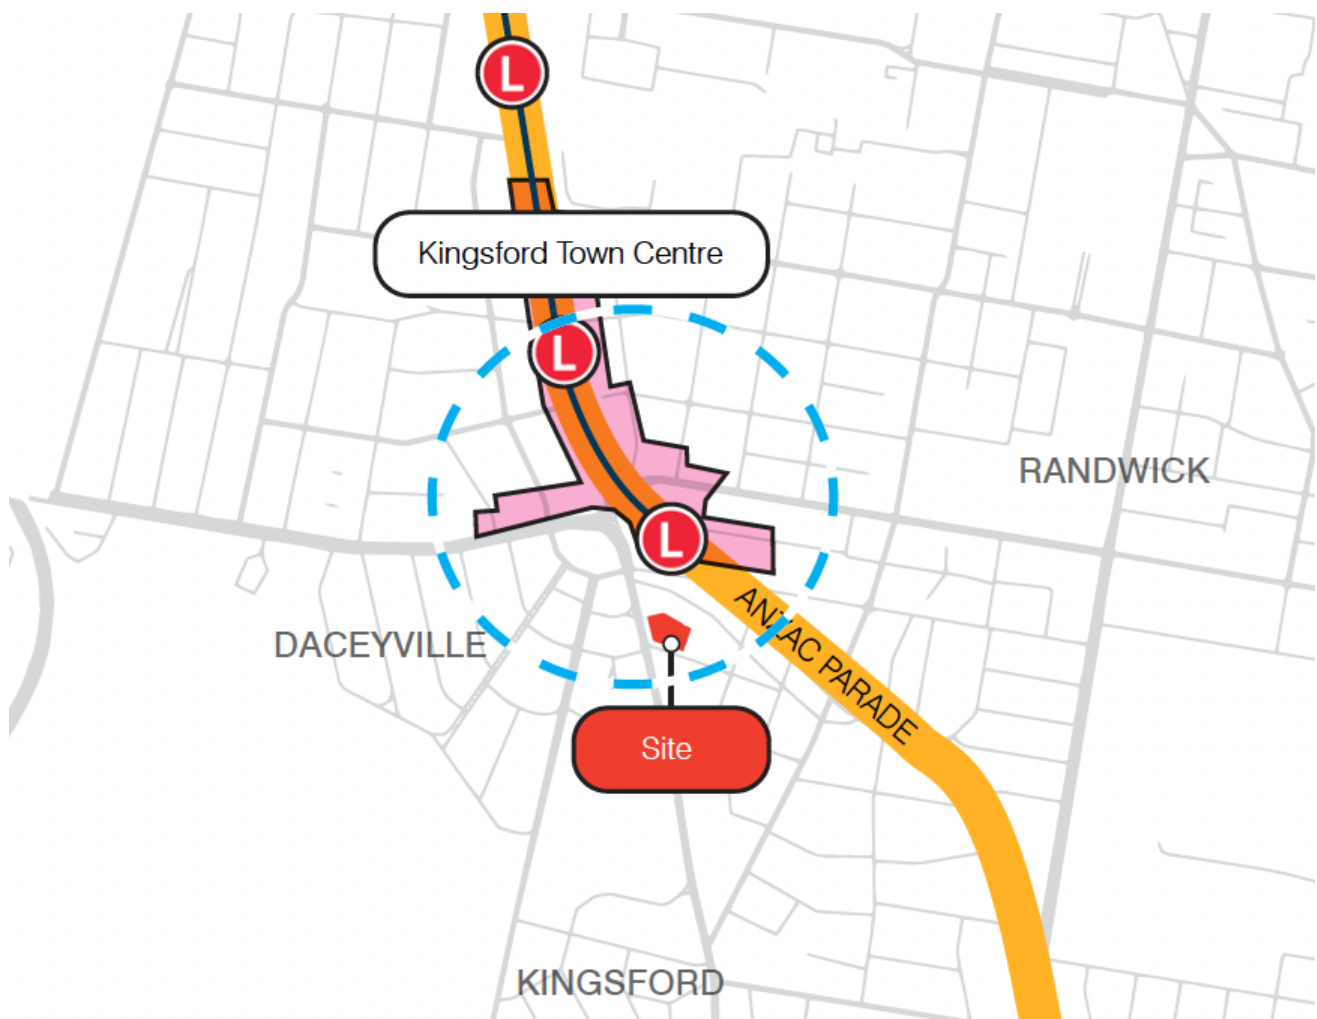 L
Kingsford Town Centre
L
RANDWICK
L
ANZAC PARADE
DACEYVILLE
Site
KINGSFORD